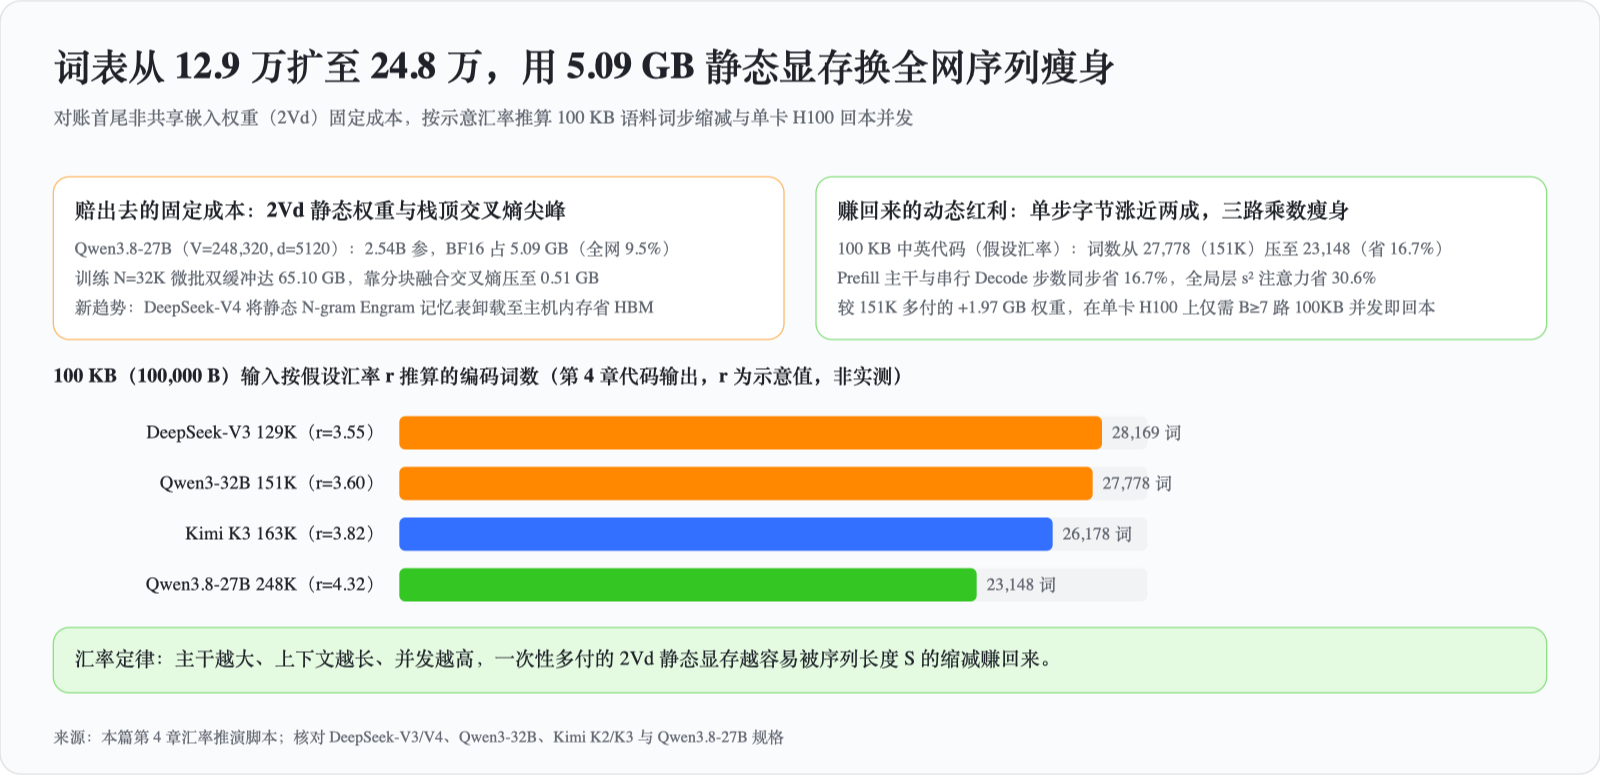 词表从 12.9 万扩至 24.8 万，用 5.09 GB 静态显存换全网序列瘦身
对账首尾非共享嵌入权重（2Vd）固定成本，按示意汇率推算 100 KB 语料词步缩减与单卡 H100 回本并发
赔出去的固定成本：2Vd 静态权重与栈顶交叉熵尖峰
Qwen3.8-27B（V=248,320, d=5120）：2.54B 参，BF16 占 5.09 GB（全网 9.5%）
训练 N=32K 微批双缓冲达 65.10 GB，靠分块融合交叉熵压至 0.51 GB
新趋势：DeepSeek-V4 将静态 N-gram Engram 记忆表卸载至主机内存省 HBM
赚回来的动态红利：单步字节涨近两成，三路乘数瘦身
100 KB 中英代码（假设汇率）：词数从 27,778（151K）压至 23,148（省 16.7%）
Prefill 主干与串行 Decode 步数同步省 16.7%，全局层 s² 注意力省 30.6%
较 151K 多付的 +1.97 GB 权重，在单卡 H100 上仅需 B≥7 路 100KB 并发即回本
100 KB（100,000 B）输入按假设汇率 r 推算的编码词数（第 4 章代码输出，r 为示意值，非实测）
DeepSeek-V3 129K（r=3.55） 28,169 词
Qwen3-32B 151K（r=3.60） 27,778 词
Kimi K3 163K（r=3.82） 26,178 词
Qwen3.8-27B 248K（r=4.32） 23,148 词
汇率定律：主干越大、上下文越长、并发越高，一次性多付的 2Vd 静态显存越容易被序列长度 S 的缩减赚回来。
来源：本篇第 4 章汇率推演脚本；核对 DeepSeek-V3/V4、Qwen3-32B、Kimi K2/K3 与 Qwen3.8-27B 规格